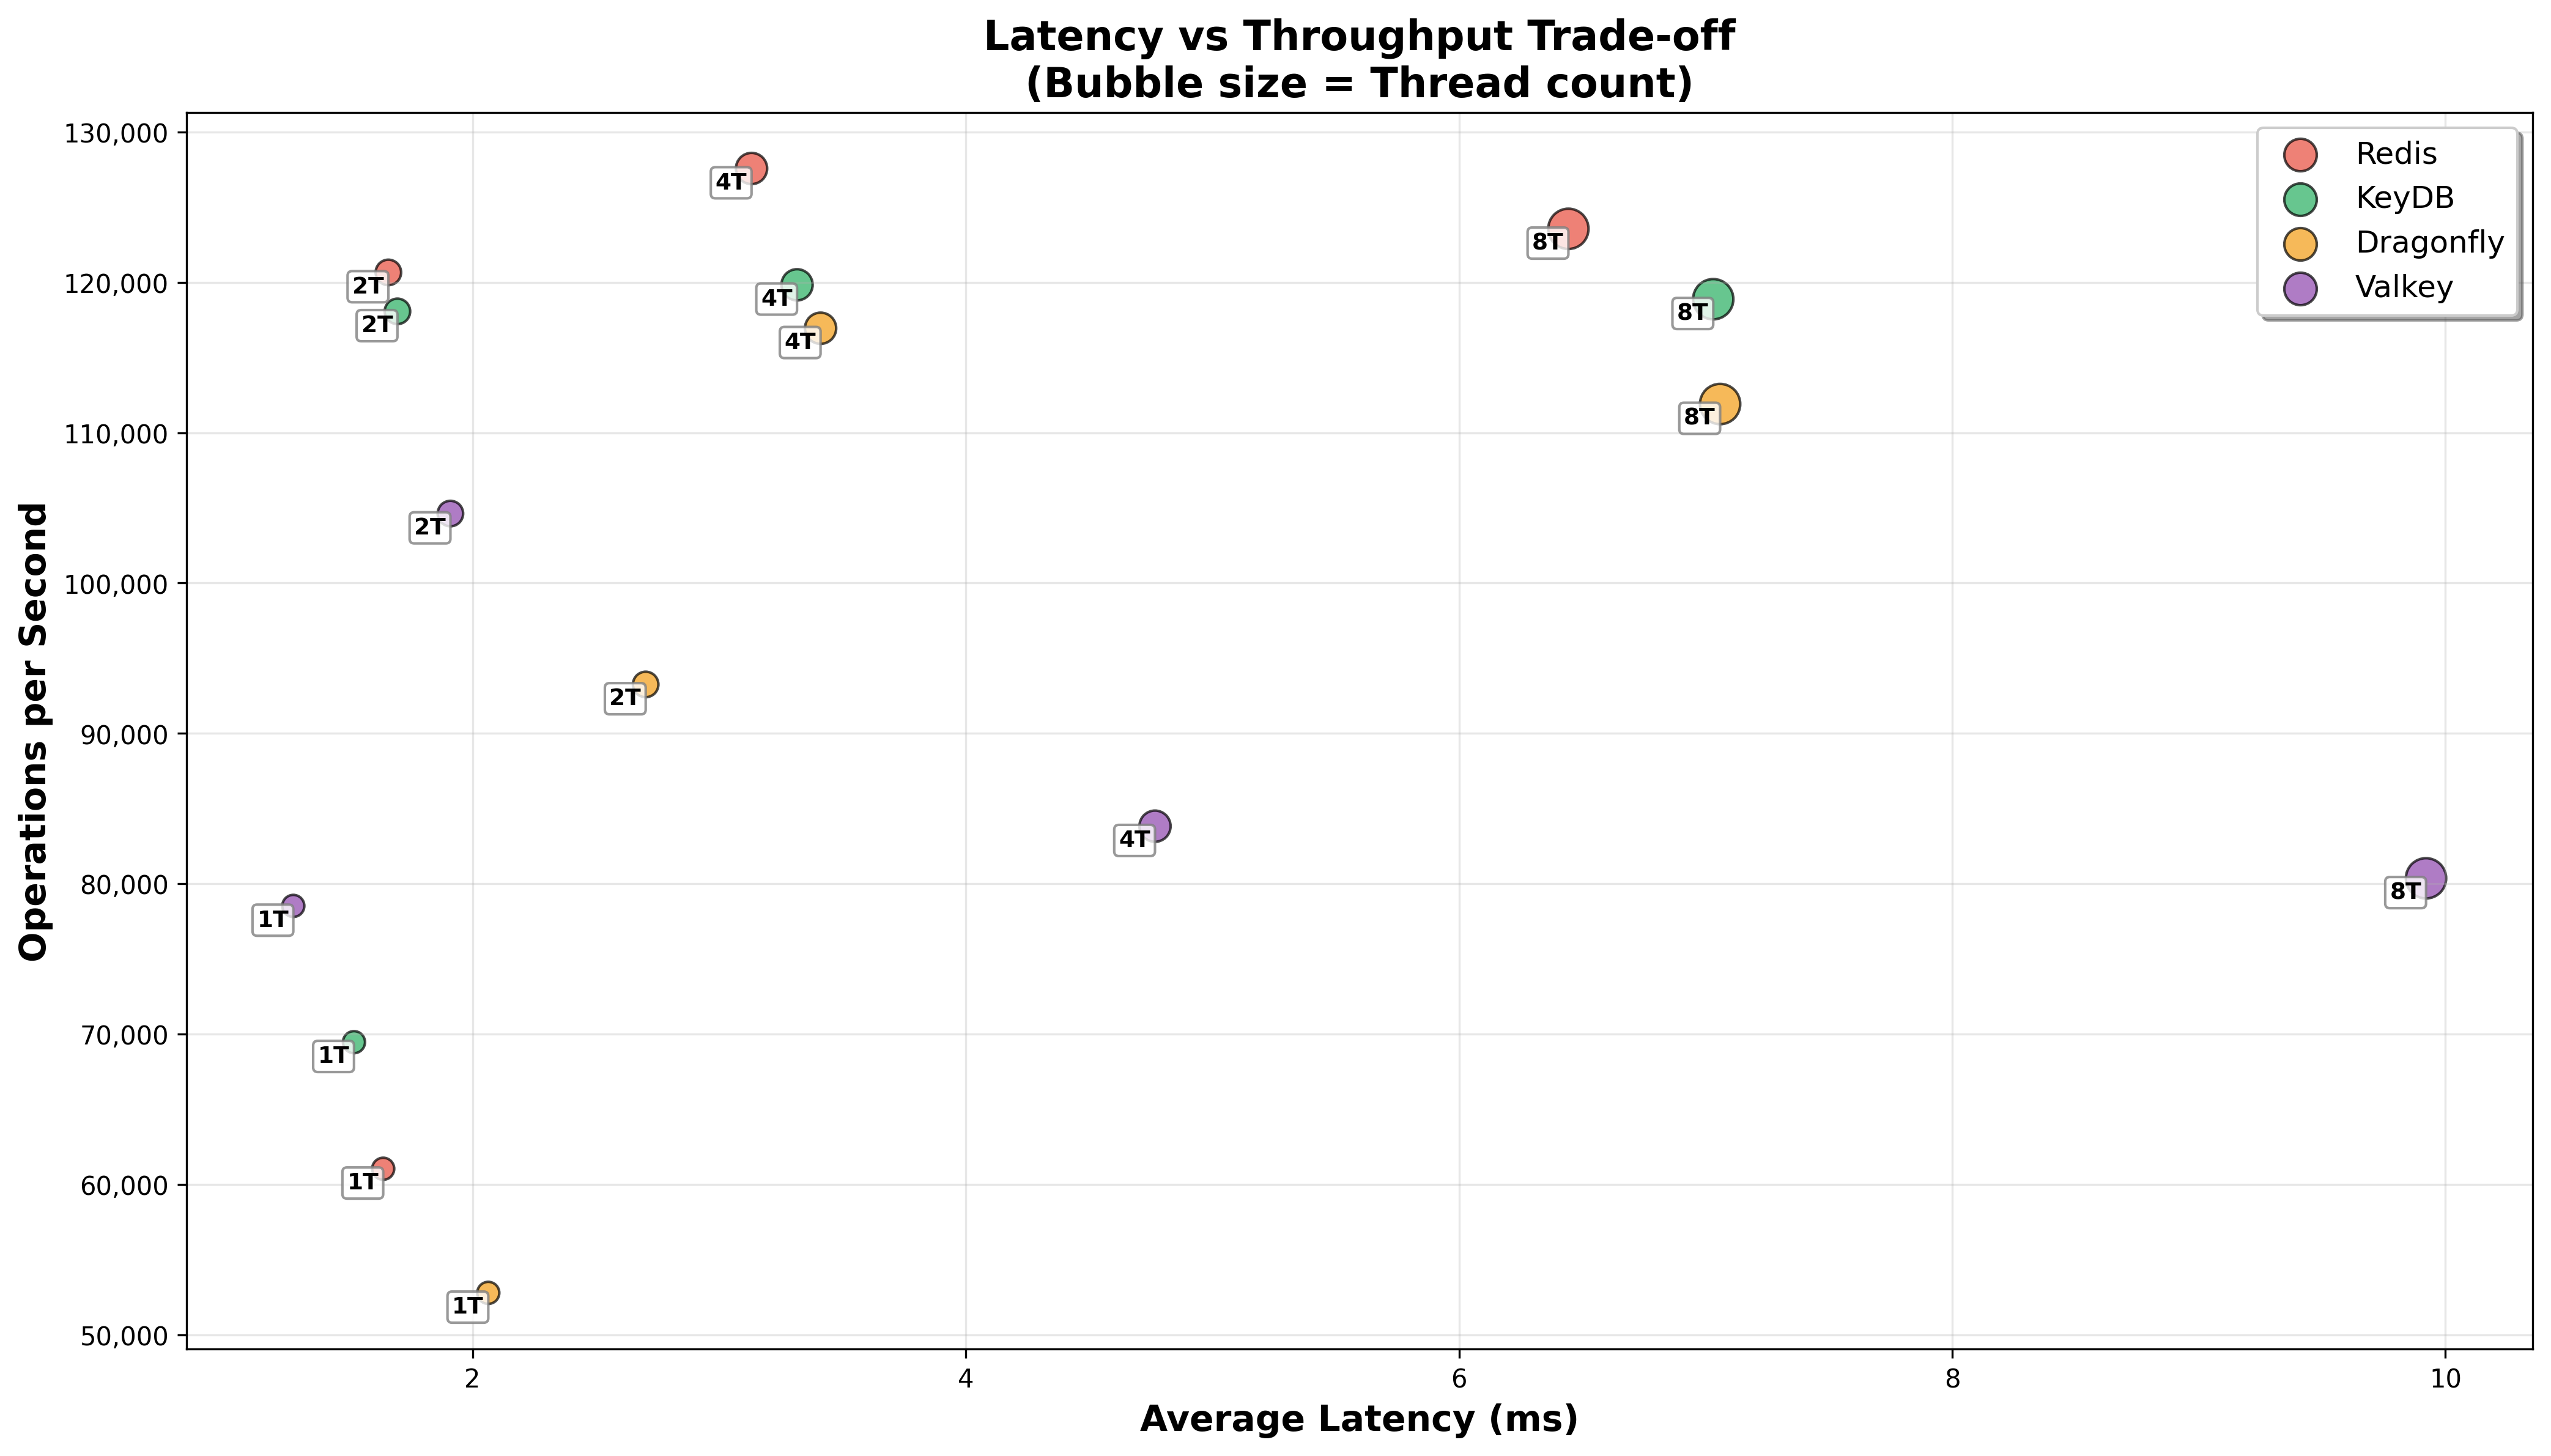 Latency vs Throughput Trade-off
(Bubble size = Thread count)
Operations per Second
130,000
120,000
110,000
100,000
90,000
80,000
70,000
60,000
50,000
Redis
KeyDB
Dragonfly
Valkey
4T
8T
2T
4T
8T
2T
4T
8T
2T
2T
4T
8T
1T
1T
1T
1T
2
4
6
8
10
Average Latency (ms)